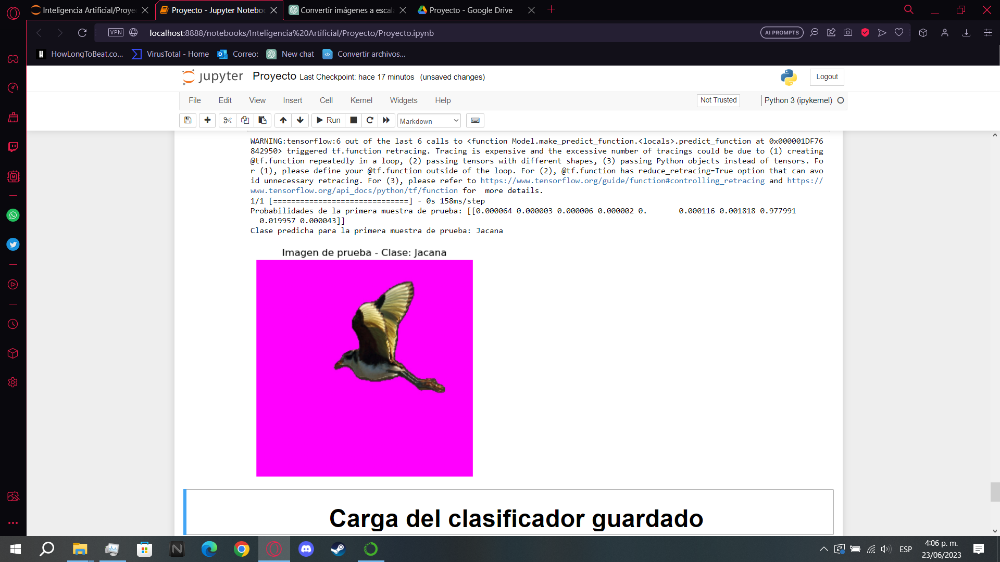 Inteligencia Artificial/Proye
Proyecto - Jupyter Notebo
Convertir imágenes a escal
Proyecto - Google Drive
VPN
localhost:8888/notebooks/Inteligencia%20Artificial/Proyecto/Proyecto.ipynb
AI PROMPTS
HowLongToBeat.co...
VirusTotal - Home
Correo:
New chat
Convertir archivos...
jupyter
Proyecto Last Checkpoint: hace 17 minutos (unsaved changes)
Logout
File Edit View Insert Cell Kernel Widgets Help
Not Trusted
Python 3 (ipykernel)
Run
Markdown
WARNING:tensorflow:6 out of the last 6 calls to <function Model.make_predict_function.<locals>.predict_function at 0x000001DF76
842950> triggered tf.function retracing. Tracing is expensive and the excessive number of tracings could be due to (1) creating
@tf.function repeatedly in a loop, (2) passing tensors with different shapes, (3) passing Python objects instead of tensors. Fo
r (1), please define your @tf.function outside of the loop. For (2), @tf.function has reduce_retracing=True option that can avo
id unnecessary retracing. For (3), please refer to https://www.tensorflow.org/guide/function#controlling_retracing and https://
www.tensorflow.org/api_docs/python/tf/function for  more details.
1/1 [==============================] - 0s 158ms/step
Probabilidades de la primera muestra de prueba: [[0.000064 0.000003 0.000006 0.000002 0.       0.000116 0.001818 0.977991
  0.019957 0.000043]]
Clase predicha para la primera muestra de prueba: Jacana
Imagen de prueba - Clase: Jacana
Carga del clasificador guardado
ESP
4:06 p. m.
23/06/2023